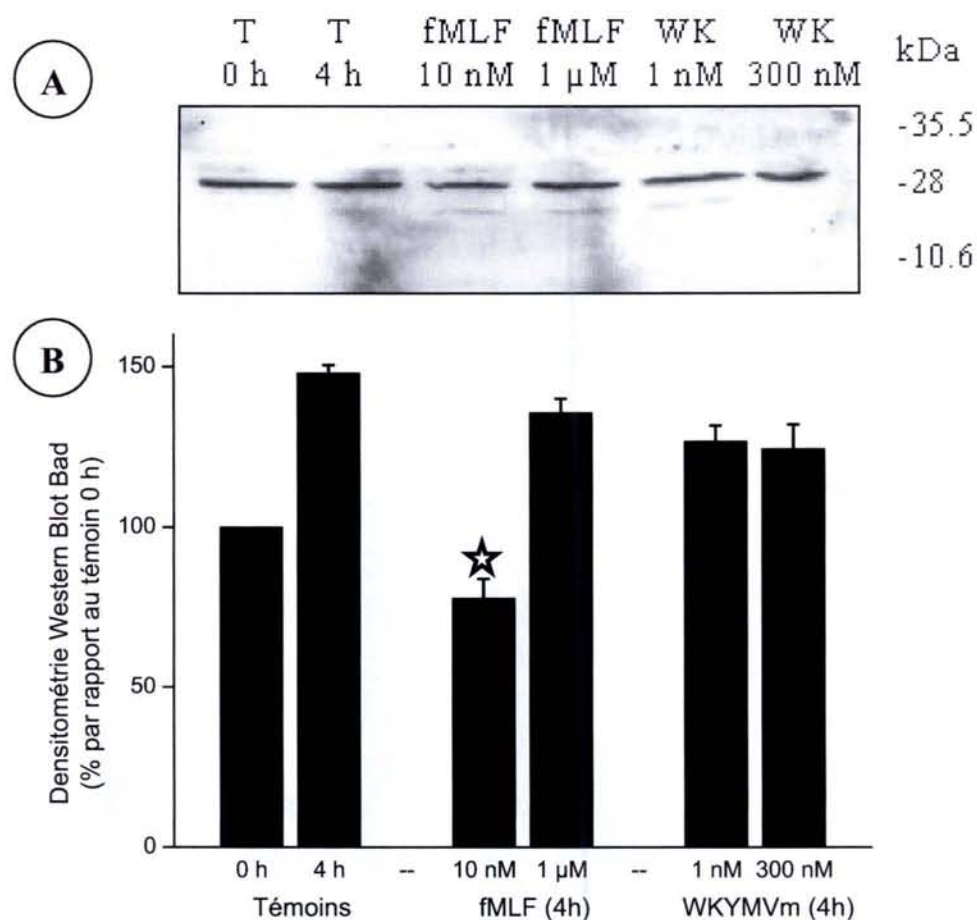 A
T T fMLF fMLF WK WK
0 h 4 h 10 nM 1 µM 1 nM 300 nM
kDa
-35.5
-28
-10.6
B
Densitométrie Western Blot Bad
(% par rapport au témoin 0 h)
150
100
50
0
0 h 4 h -- 10 nM 1 µM -- 1 nM 300 nM
Témoins fMLF (4h) WKYMVm (4h)